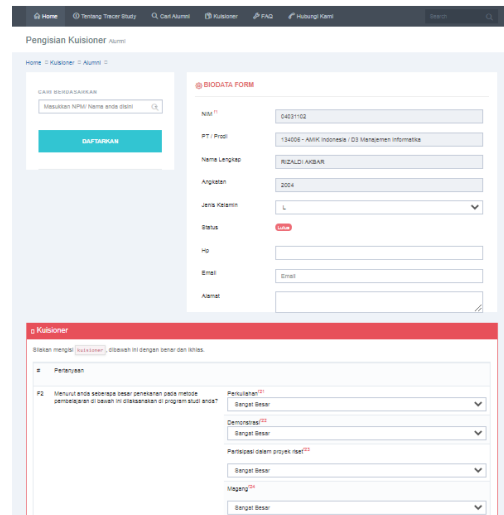 Home Tentang Tracer Study Cari Alumni Kuisioner FAQ Hubungi Kami Search
Pengisian Kuisioner Alumni
Home Kuisioner Alumni
CARI BERDASARKAN
Masukkan NPM/ Nama anda disini
DAFTARKAN
BIODATA FORM
NIM
04031102
PT / Prodi
134006 - AMIK Indonesia / D3 Manajemen Informatika
Nama Lengkap
RIZALDI AKBAR
Angkatan
2004
Jenis Kelamin
L
Status
Lulus
Hp
Email
Email
Alamat
Kuisioner
Silakan mengisi kuisioner, dibawah ini dengan benar dan ikhlas.
# Pertanyaan
F2 Menurut anda seberapa besar penekanan pada metode
pembelajaran di bawah ini dilaksanakan di program studi anda?
Perkuliahan
Sangat Besar
Demonstrasi
Sangat Besar
Partisipasi dalam proyek riset
Sangat Besar
Magang
Sangat Besar